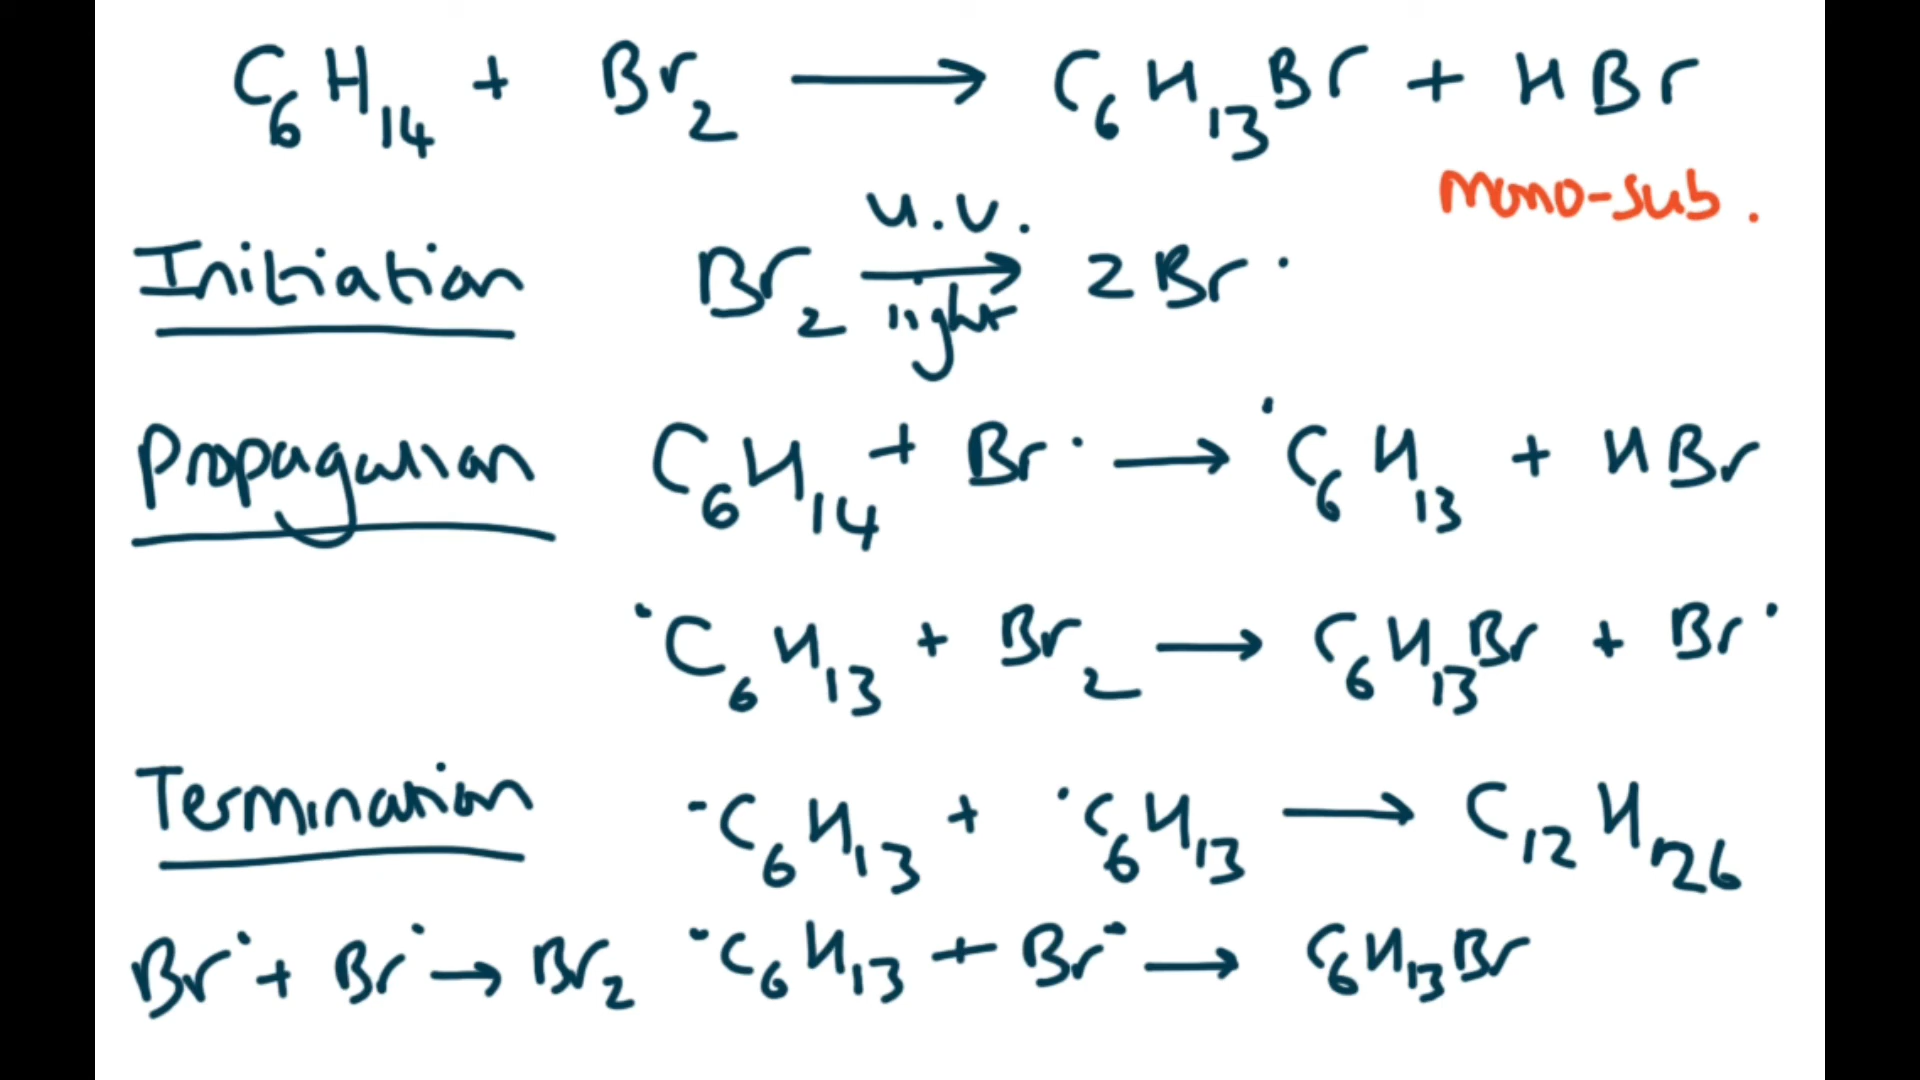 C₆H₁₄ + Br₂ ⟶ C₆H₁₃Br + HBr
mono-sub.
u.v.
Initiation Br₂ ⟶ 2Br·
light
Propagation C₆H₁₄ + Br· ⟶ ·C₆H₁₃ + HBr
·C₆H₁₃ + Br₂ ⟶ C₆H₁₃Br + Br·
Termination ·C₆H₁₃ + ·C₆H₁₃ ⟶ C₁₂H₂₆
Br· + Br· → Br₂ ·C₆H₁₃ + Br· ⟶ C₆H₁₃Br